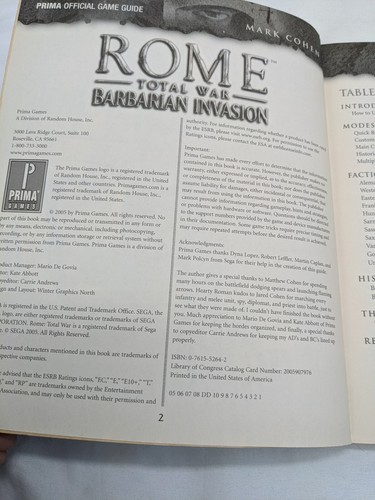 PRIMA OFFICIAL GAME GUIDE
MARK COHEN
ROME™
TOTAL WAR
BARBARIAN INVASION
Prima Games
A Division of Random House, Inc.
3000 Lava Ridge Court, Suite 100
Roseville, CA 95661
1-800-733-3000
www.primagames.com
PRIMA
GAMES
The Prima Games logo is a registered trademark
of Random House, Inc., registered in the United
States and other countries. Primagames.com is a
registered trademark of Random House, Inc.,
registered in the United States.
© 2005 by Prima Games. All rights reserved. No
part of this book may be reproduced or transmitted in any form or
by any means, electronic or mechanical, including photocopying,
recording, or by any information storage or retrieval system without
written permission from Prima Games. Prima Games is a division of
Random House, Inc.
Product Manager: Mario De Govia
Editor: Kate Abbott
Copyeditor: Carrie Andrews
Design and Layout: Winter Graphics North
is registered in the U.S. Patent and Trademark Office. SEGA, the
logo, are either registered trademarks or trademarks of SEGA
CORPORATION. Rome: Total War is a registered trademark of Sega
© SEGA 2005. All Rights Reserved.
products and characters mentioned in this book are trademarks of
respective companies.
be advised that the ESRB Ratings icons, "EC," "E," "E10+," "T,"
and "RP" are trademarks owned by the Entertainment
Association, and may only be used with their permission and
authority. For information regarding whether a product has been rated
by the ESRB, please visit www.esrb.org. For permission to use the
Ratings icons, please contact the ESA at
Important:
Prima Games has made every effort to determine that the information
contained in this book is accurate. However, the publisher makes no
warranty, either expressed or implied, as to the accuracy, effectiveness,
or completeness of the material in this book; nor does the publisher
assume liability for damages, either incidental or consequential, that
may result from using the information in this book. The publisher
cannot provide information regarding game play, hints and strategies,
or problems with hardware or software. Questions should be directed
to the support numbers provided by the game and device manufacturers
in their documentation. Some game tricks require precise timing and
may require repeated attempts before the desired result is achieved.
Acknowledgments:
Prima Games thanks Dyna Lopez, Robert Loffler, Martin Caplan, and
Mark Pokryn from Sega for their help in the creation of this guide.
The author gives a special thanks to Matthew Cohen for spending
many hours on the battlefield dodging spears and launching flaming
arrows. Hearty Roman kudos to Jared Cohen for marching every
infantry and melee unit, spy, diplomat, and priest into battle, just to
see what they were made of. I couldn't have finished the book without
you. Much appreciation to Mario De Govia and Kate Abbott of Prima
Games for keeping the hordes organized, and finally, a special thanks
to copyeditor Carrie Andrews for keeping my AD's and BC's listed
properly.
ISBN: 0-7615-5264-2
Library of Congress Catalog Card Number: 2005907976
Printed in the United States of America
05 06 07 08 DD 10 9 8 7 6 5 4 3 2 1
2
TABLE
INTRO
How to
MODES
FACTIO
HIS
TH
RE